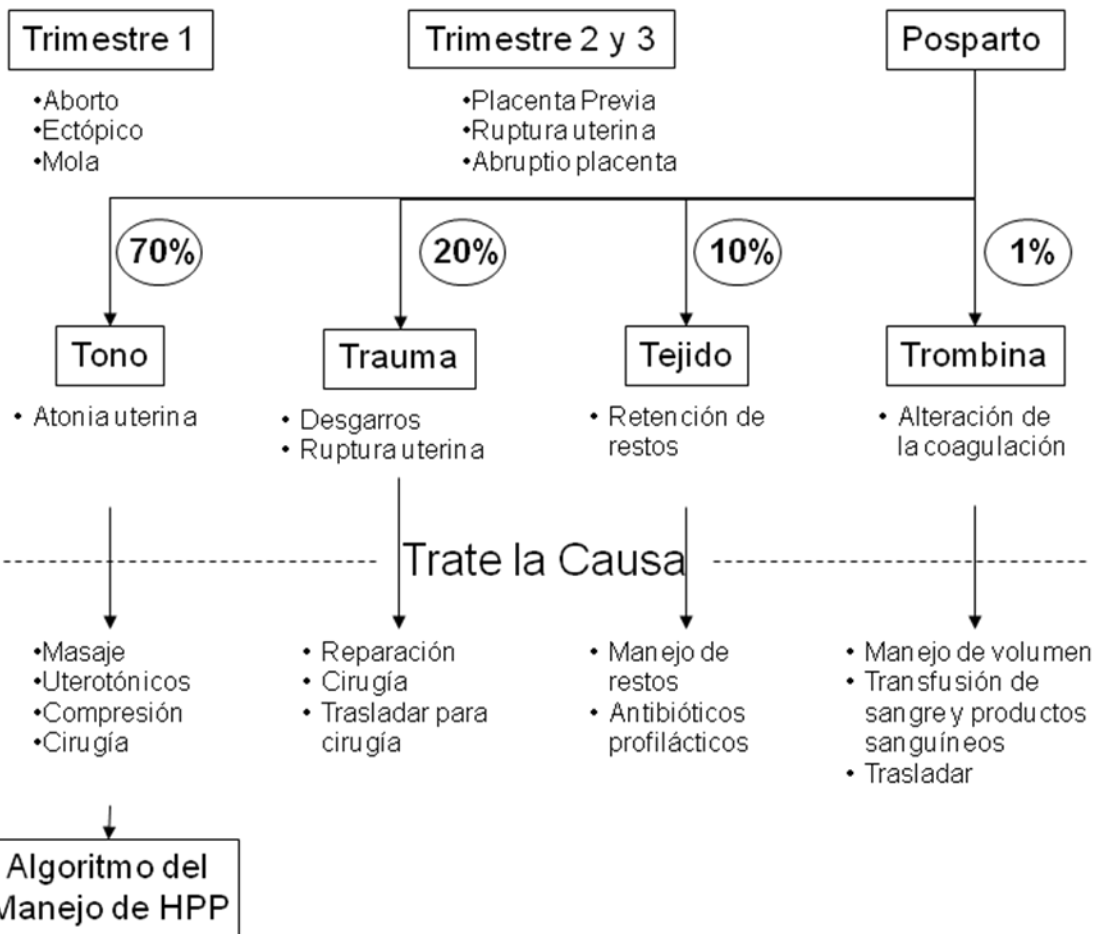 Trimestre 1
•Aborto
•Ectópico
•Mola
Trimestre 2 y 3
•Placenta Previa
•Ruptura uterina
•Abruptio placenta
Posparto
70%
20%
10%
1%
Tono
• Atonia uterina
Trauma
• Desgarros
• Ruptura uterina
Tejido
• Retención de
restos
Trombina
• Alteración de
la coagulación
Trate la Causa
•Masaje
•Uterotónicos
•Compresión
•Cirugía
• Reparación
• Cirugía
• Trasladar para
cirugía
• Manejo de
restos
• Antibióticos
profilácticos
• Manejo de volumen
• Transfusión de
sangre y productos
sanguíneos
• Trasladar
Algoritmo del
Manejo de HPP